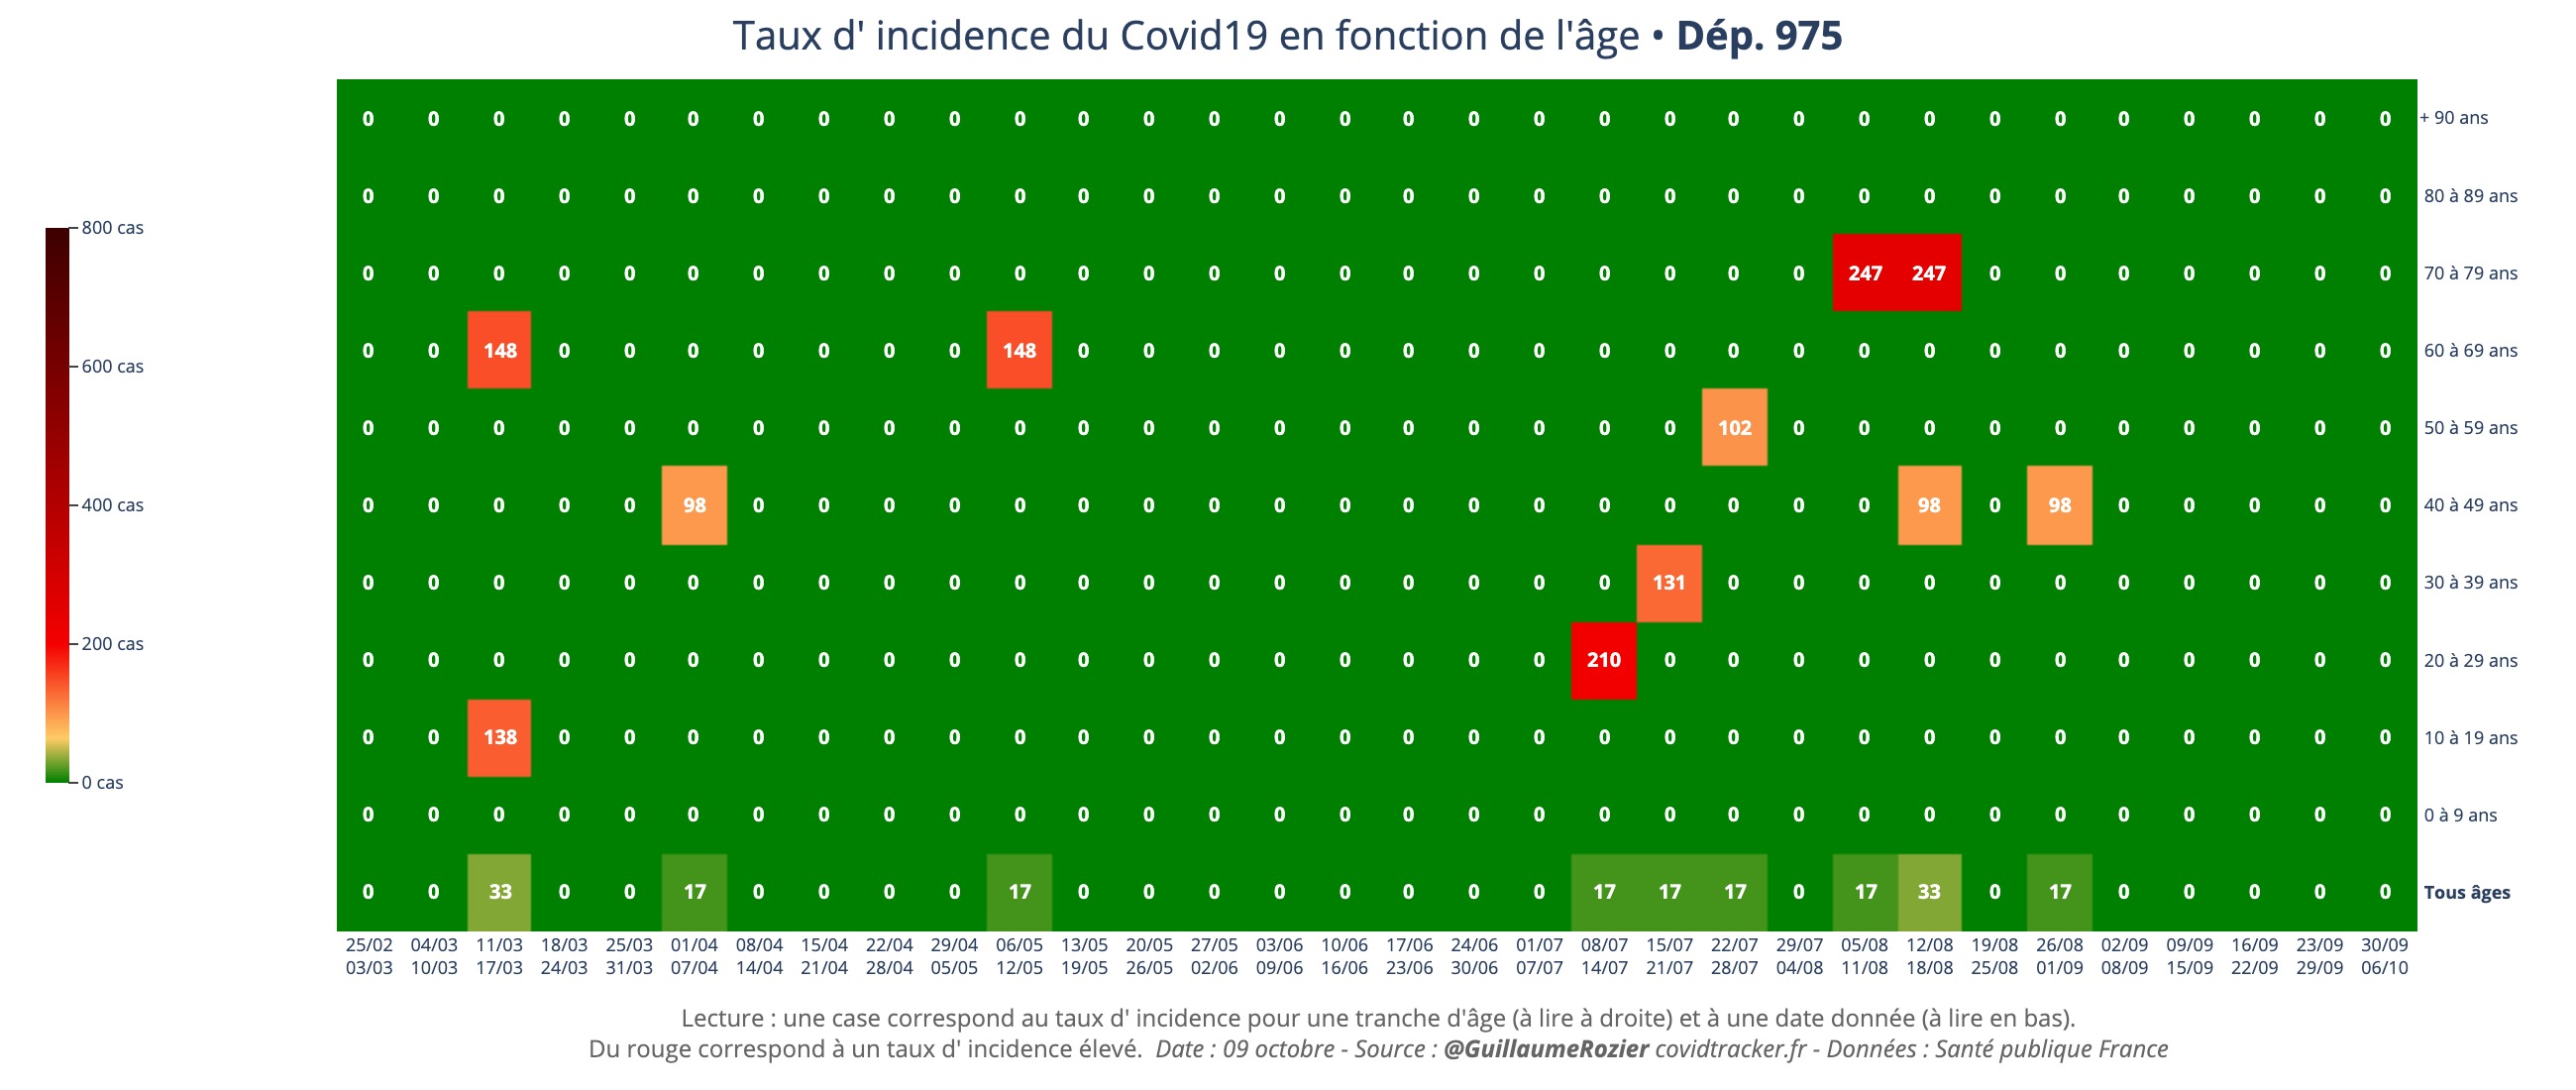 Taux d' incidence du Covid19 en fonction de l'âge • Dép. 975
0 0 0 0 0 0 0 0 0 0 0 0 0 0 0 0 0 0 0 0 0 0 0 0 0 0 0 0 0 0 0 0 + 90 ans
0 0 0 0 0 0 0 0 0 0 0 0 0 0 0 0 0 0 0 0 0 0 0 0 0 0 0 0 0 0 0 0 80 à 89 ans
800 cas
0 0 0 0 0 0 0 0 0 0 0 0 0 0 0 0 0 0 0 0 0 0 0 247 247 0 0 0 0 0 0 0 70 à 79 ans
0 0 148 0 0 0 0 0 0 0 148 0 0 0 0 0 0 0 0 0 0 0 0 0 0 0 0 0 0 0 0 0 60 à 69 ans
600 cas
0 0 0 0 0 0 0 0 0 0 0 0 0 0 0 0 0 0 0 0 0 102 0 0 0 0 0 0 0 0 0 0 50 à 59 ans
400 cas
0 0 0 0 0 98 0 0 0 0 0 0 0 0 0 0 0 0 0 0 0 0 0 0 98 0 98 0 0 0 0 0 40 à 49 ans
0 0 0 0 0 0 0 0 0 0 0 0 0 0 0 0 0 0 0 0 131 0 0 0 0 0 0 0 0 0 0 0 30 à 39 ans
200 cas
0 0 0 0 0 0 0 0 0 0 0 0 0 0 0 0 0 0 0 210 0 0 0 0 0 0 0 0 0 0 0 0 20 à 29 ans
0 0 138 0 0 0 0 0 0 0 0 0 0 0 0 0 0 0 0 0 0 0 0 0 0 0 0 0 0 0 0 0 10 à 19 ans
0 cas
0 0 0 0 0 0 0 0 0 0 0 0 0 0 0 0 0 0 0 0 0 0 0 0 0 0 0 0 0 0 0 0 0 à 9 ans
0 0 33 0 0 17 0 0 0 0 17 0 0 0 0 0 0 0 0 17 17 17 0 17 33 0 17 0 0 0 0 0 Tous âges
25/02 04/03 11/03 18/03 25/03 01/04 08/04 15/04 22/04 29/04 06/05 13/05 20/05 27/05 03/06 10/06 17/06 24/06 01/07 08/07 15/07 22/07 29/07 05/08 12/08 19/08 26/08 02/09 09/09 16/09 23/09 30/09
03/03 10/03 17/03 24/03 31/03 07/04 14/04 21/04 28/04 05/05 12/05 19/05 26/05 02/06 09/06 16/06 23/06 30/06 07/07 14/07 21/07 28/07 04/08 11/08 18/08 25/08 01/09 08/09 15/09 22/09 29/09 06/10
Lecture : une case correspond au taux d' incidence pour une tranche d'âge (à lire à droite) et à une date donnée (à lire en bas).
Du rouge correspond à un taux d' incidence élevé. Date : 09 octobre - Source : @GuillaumeRozier covidtracker.fr - Données : Santé publique France